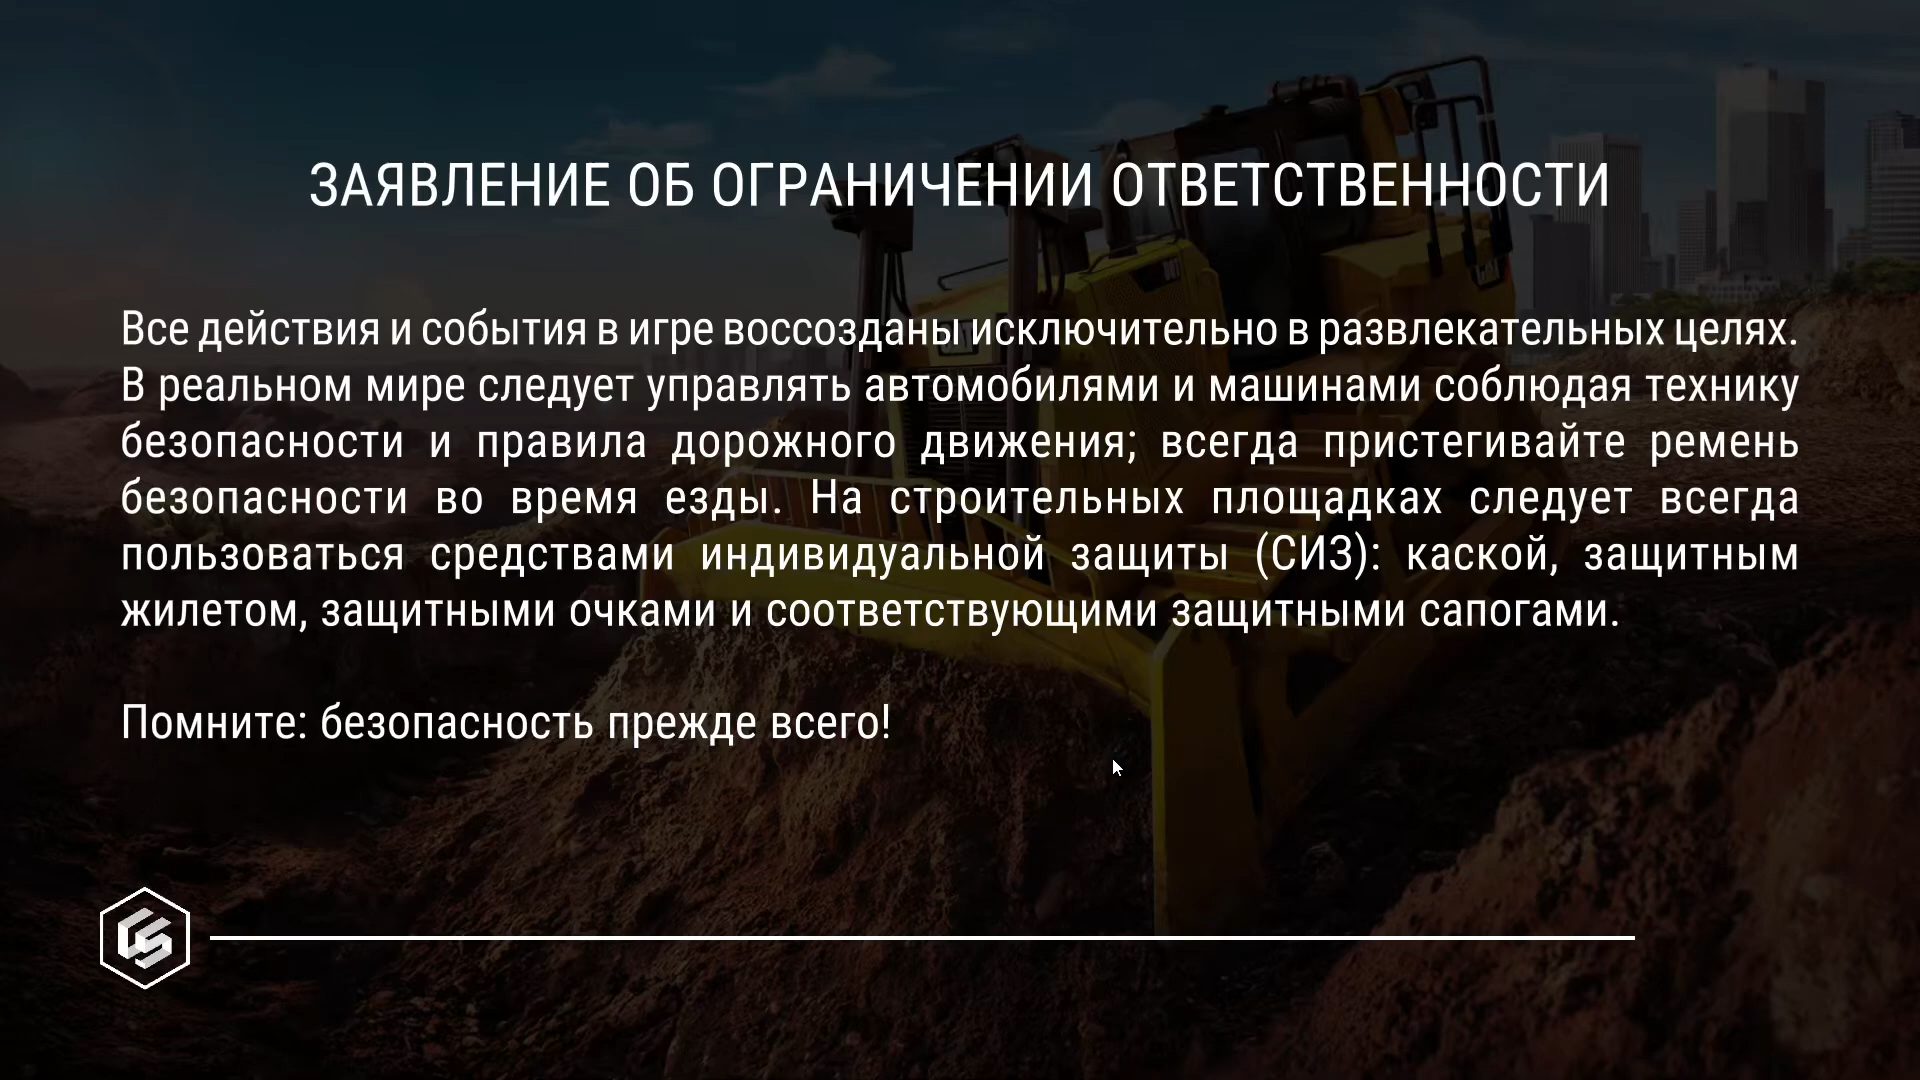 ЗАЯВЛЕНИЕ ОБ ОГРАНИЧЕНИИ ОТВЕТСТВЕННОСТИ
Все действия и события в игре воссозданы исключительно в развлекательных целях.
В реальном мире следует управлять автомобилями и машинами соблюдая технику
безопасности и правила дорожного движения; всегда пристегивайте ремень
безопасности во время езды. На строительных площадках следует всегда
пользоваться средствами индивидуальной защиты (СИЗ): каской, защитным
жилетом, защитными очками и соответствующими защитными сапогами.
Помните: безопасность прежде всего!